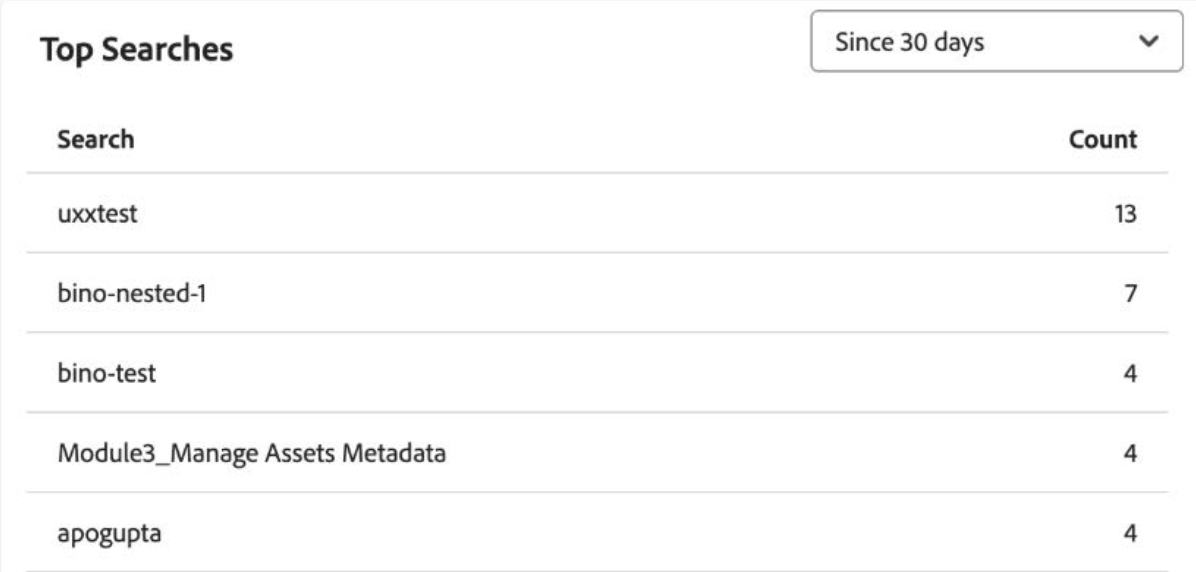 Top Searches
Since 30 days
Search Count
uxxtest 13
bino-nested-1 7
bino-test 4
Module3_Manage Assets Metadata 4
apogupta 4